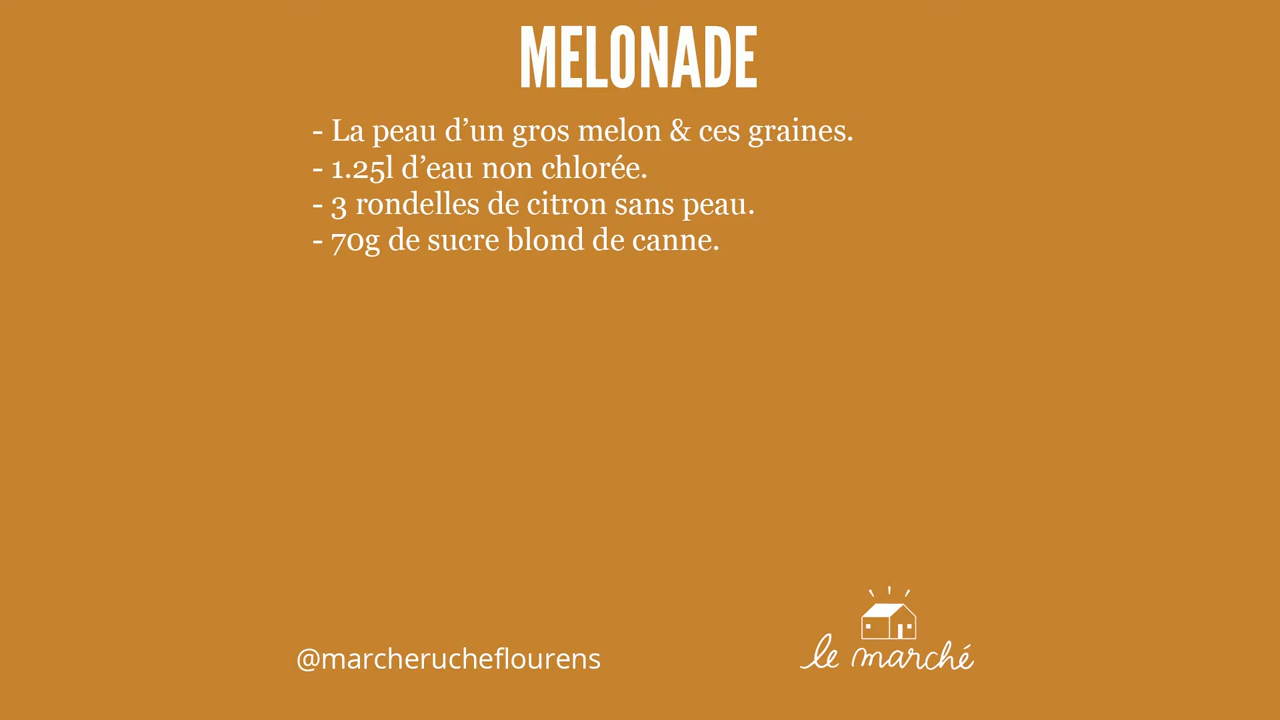 MELONADE
- La peau d’un gros melon & ces graines.
- 1.25l d’eau non chlorée.
- 3 rondelles de citron sans peau.
- 70g de sucre blond de canne.
@marcherucheflourens
le marché